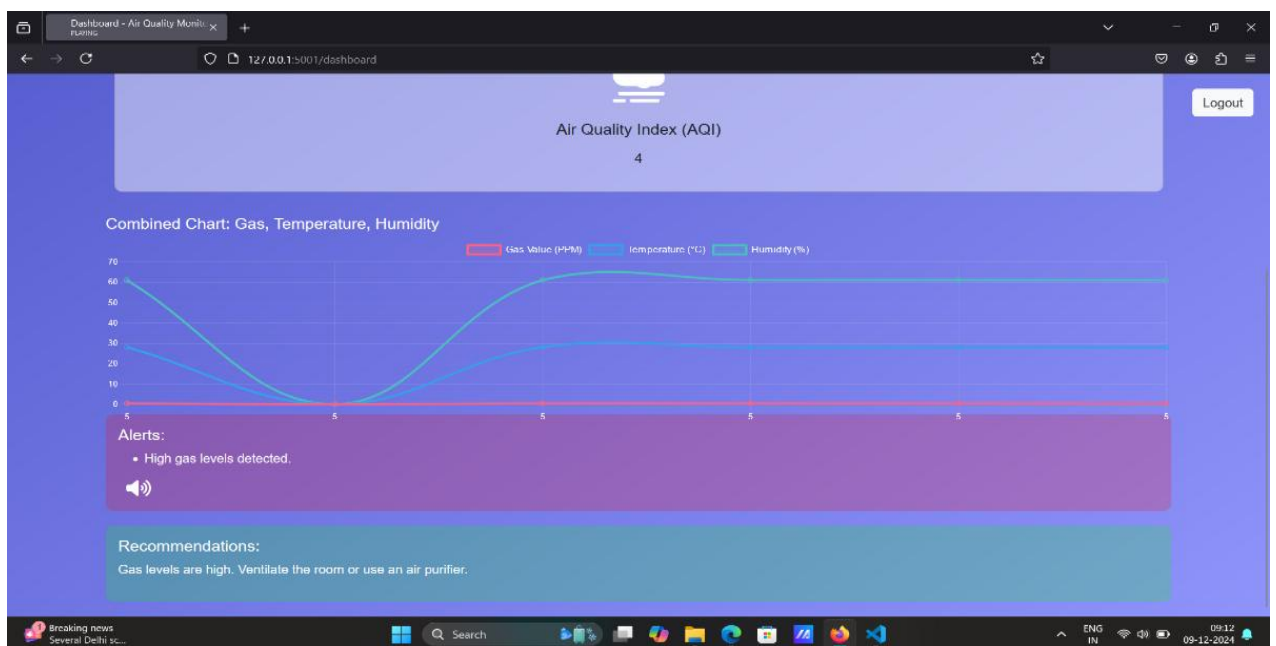 Dashboard - Air Quality Monito
PLAYING
127.0.0.1:5001/dashboard
Logout
Air Quality Index (AQI)
4
Combined Chart: Gas, Temperature, Humidity
Gas Value (PPM) Temperature (°C) Humidity (%)
70
60
50
40
30
20
10
0
5 5 5 5 5 5
Alerts:
• High gas levels detected.
Recommendations:
Gas levels are high. Ventilate the room or use an air purifier.
Breaking news
Several Delhi sc...
Search
ENG
IN
09:12
09-12-2024